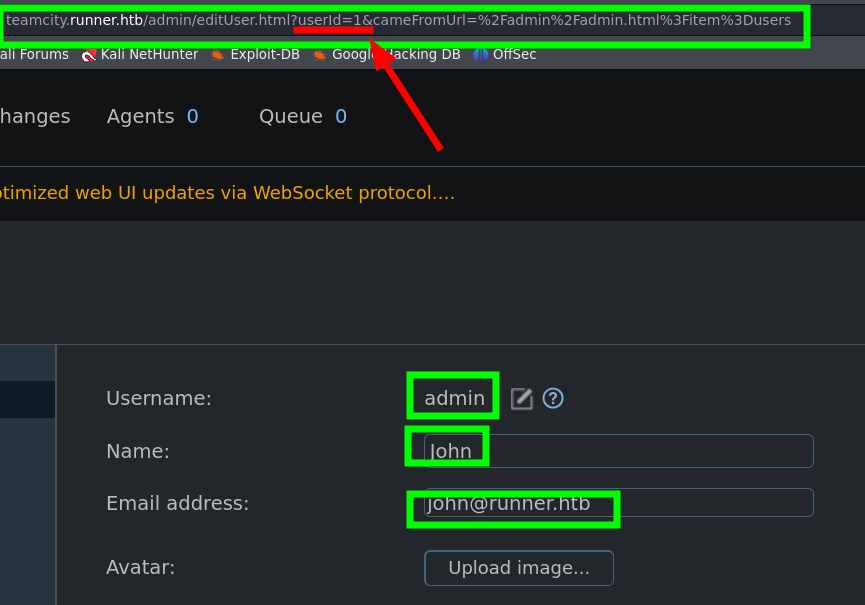 teamcity.runner.htb/admin/editUser.html?userId=1&cameFromUrl=%2Fadmin%2Fadmin.html%3Fitem%3Dusers
ali Forums Kali NetHunter Exploit-DB Google Hacking DB OffSec
hanges Agents 0 Queue 0
ptimized web UI updates via WebSocket protocol....
Username: admin
Name: John
Email address: john@runner.htb
Avatar: Upload image...